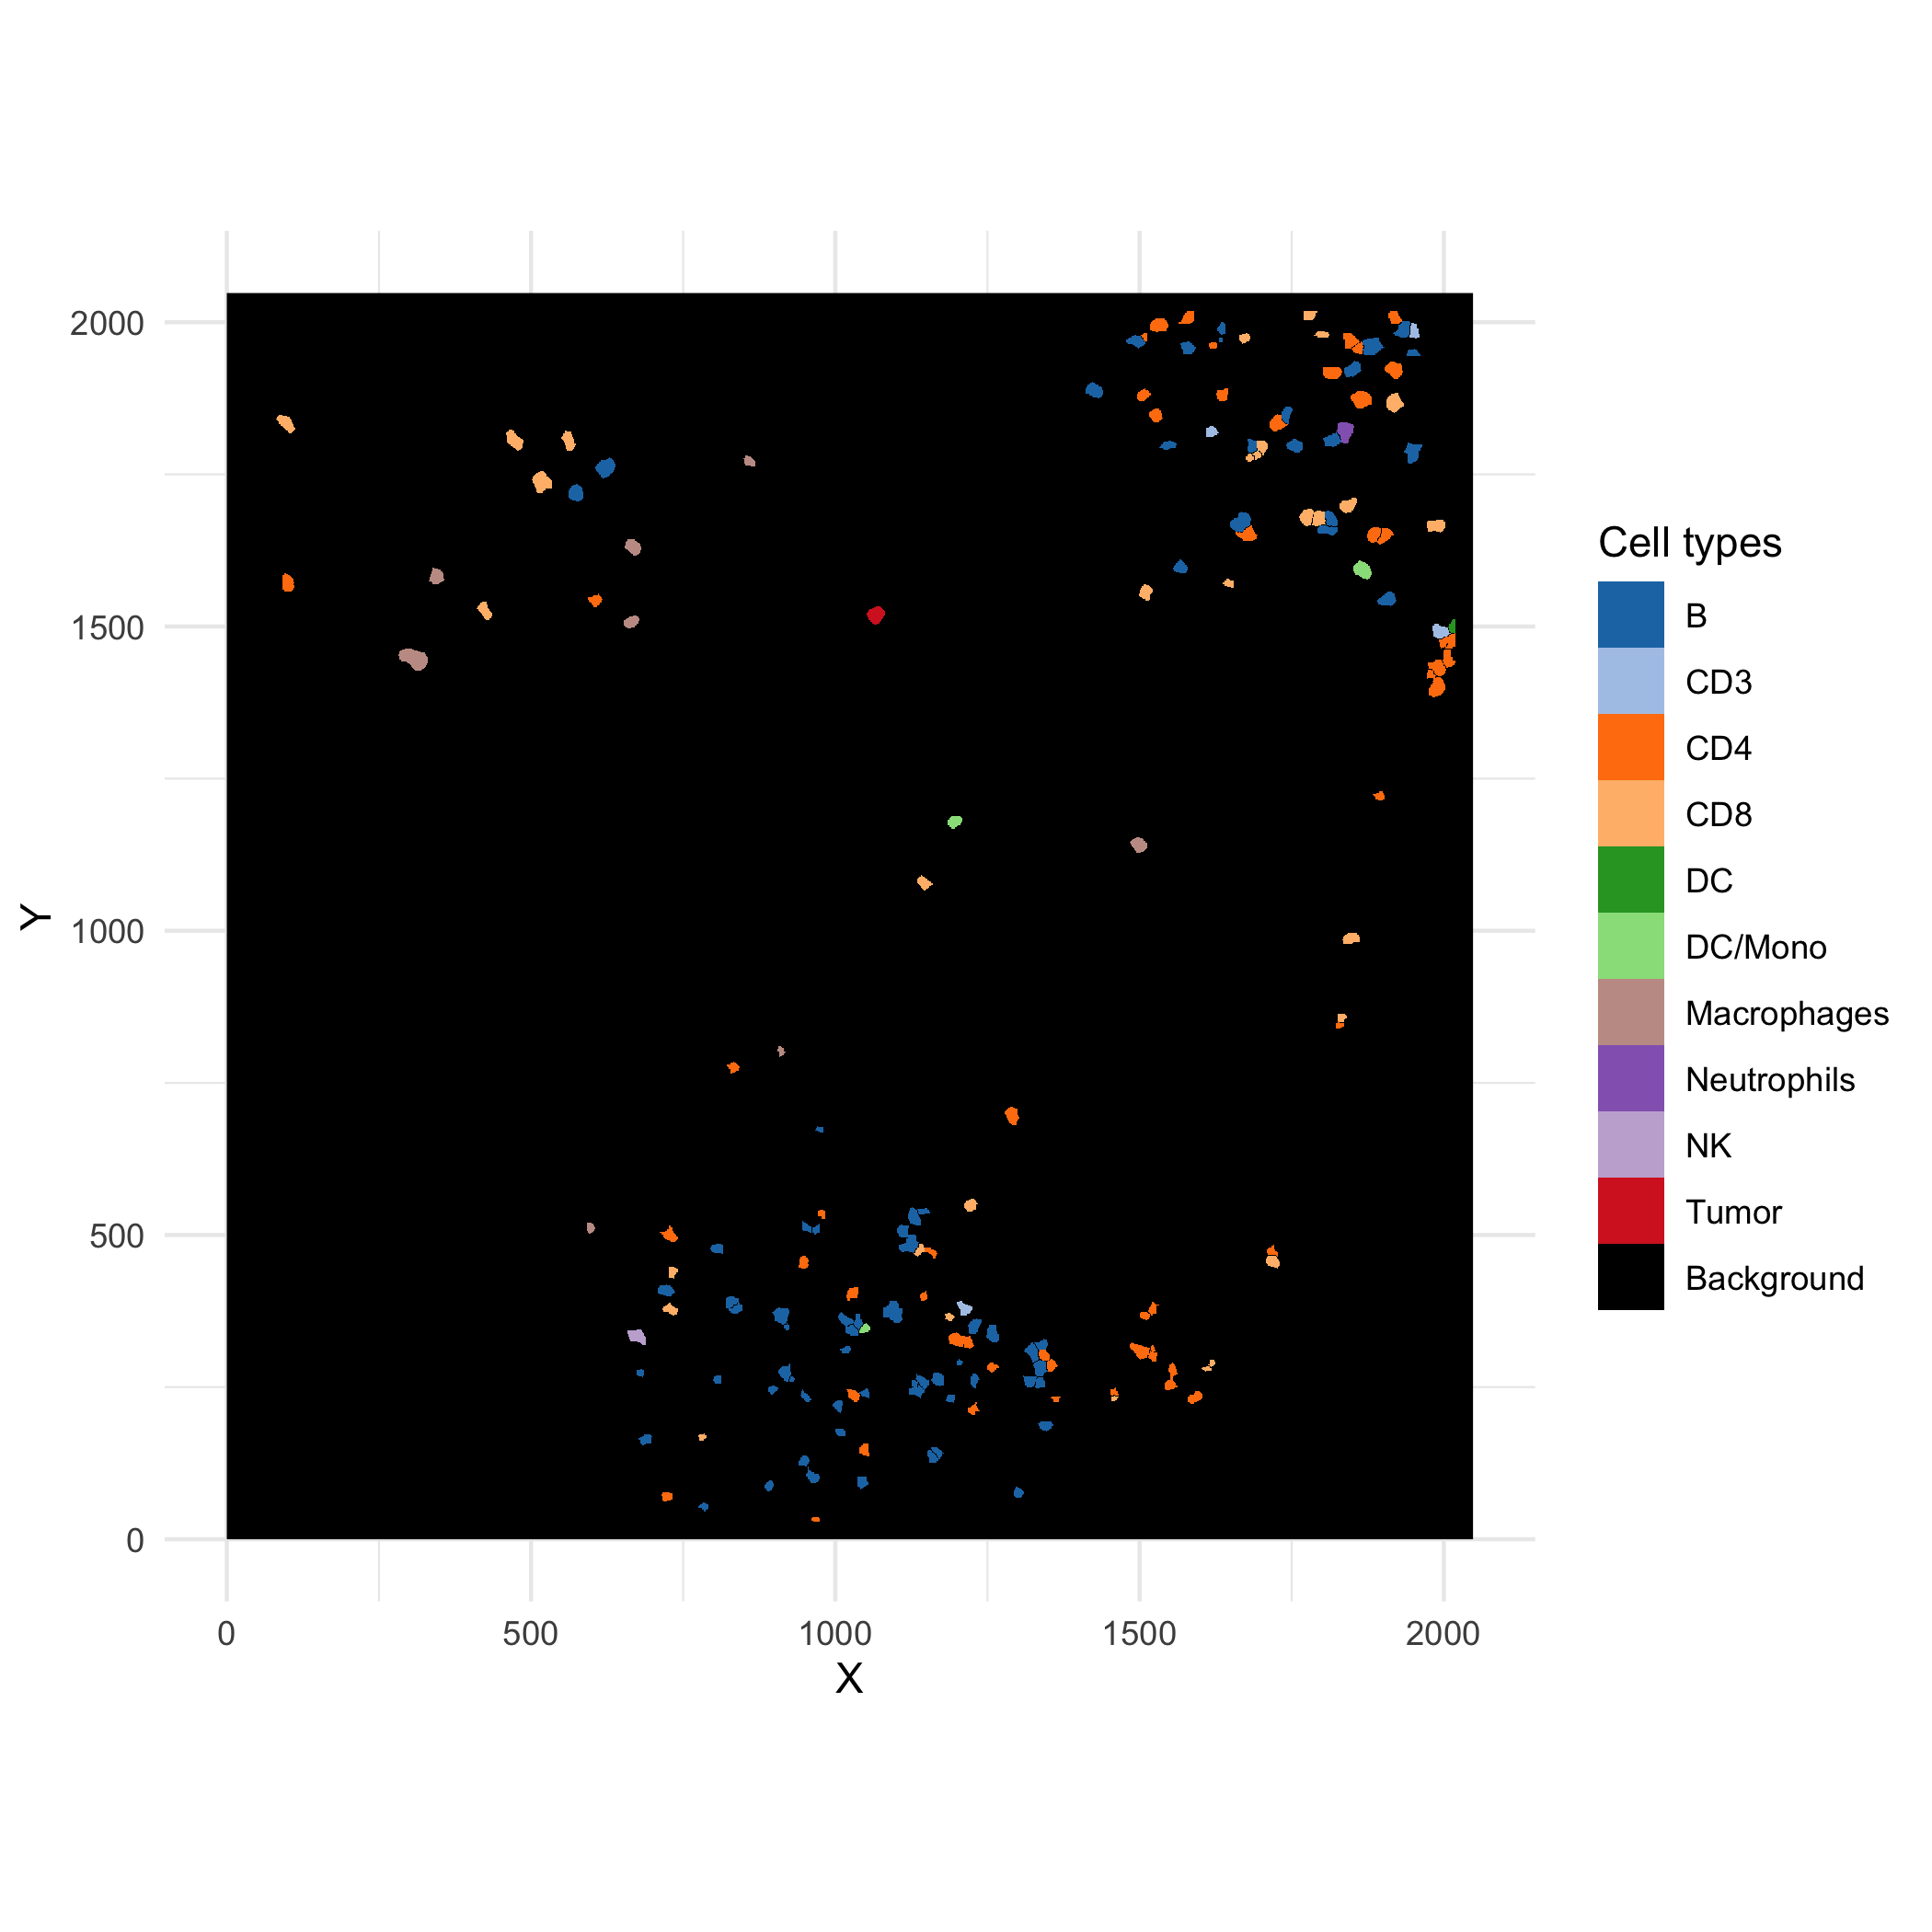 2000
1500
1000
500
0
Y
0 500 1000 1500 2000
X
Cell types
B
CD3
CD4
CD8
DC
DC/Mono
Macrophages
Neutrophils
NK
Tumor
Background